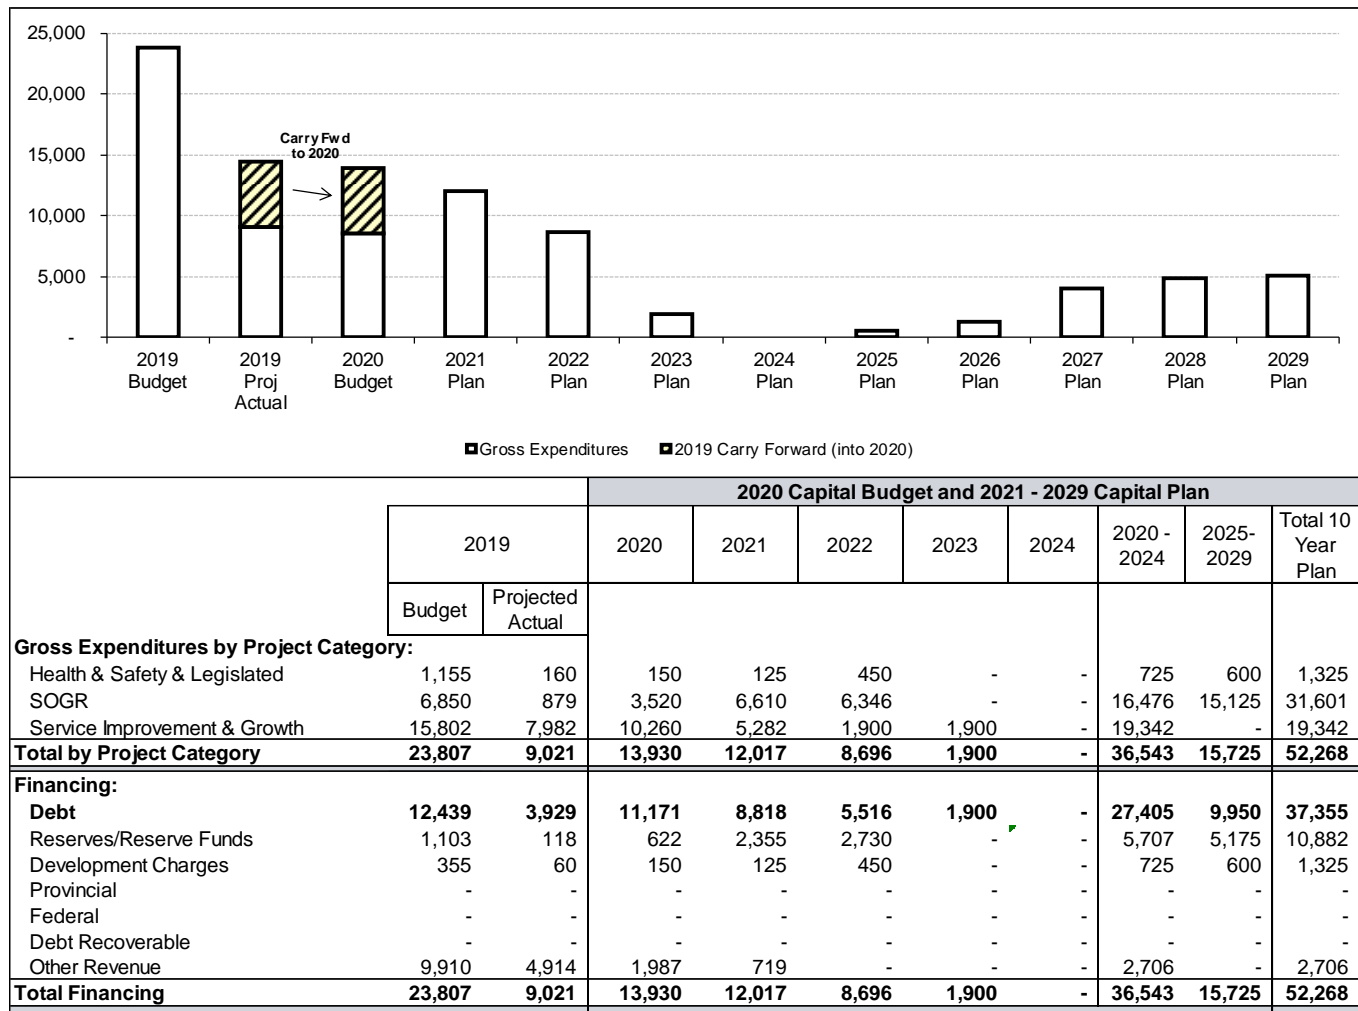 25,000
20,000
15,000
10,000
5,000
-
Carry Fwd
to 2020
2019 2019 2020 2021 2022 2023 2024 2025 2026 2027 2028 2029
Budget Proj Budget Plan Plan Plan Plan Plan Plan Plan Plan Plan
Actual
Gross Expenditures 2019 Carry Forward (into 2020)
2020 Capital Budget and 2021 - 2029 Capital Plan
2019 2020 2021 2022 2023 2024 2020 - 2024 2025- 2029 Total 10 Year Plan
Budget Projected Actual
Gross Expenditures by Project Category:
Health & Safety & Legislated 1,155 160 150 125 450 - - 725 600 1,325
SOGR 6,850 879 3,520 6,610 6,346 - - 16,476 15,125 31,601
Service Improvement & Growth 15,802 7,982 10,260 5,282 1,900 1,900 - 19,342 - 19,342
Total by Project Category 23,807 9,021 13,930 12,017 8,696 1,900 - 36,543 15,725 52,268
Financing:
Debt 12,439 3,929 11,171 8,818 5,516 1,900 - 27,405 9,950 37,355
Reserves/Reserve Funds 1,103 118 622 2,355 2,730 - - 5,707 5,175 10,882
Development Charges 355 60 150 125 450 - - 725 600 1,325
Provincial - - - - - - - - - -
Federal - - - - - - - - - -
Debt Recoverable - - - - - - - - - -
Other Revenue 9,910 4,914 1,987 719 - - - 2,706 - 2,706
Total Financing 23,807 9,021 13,930 12,017 8,696 1,900 - 36,543 15,725 52,268